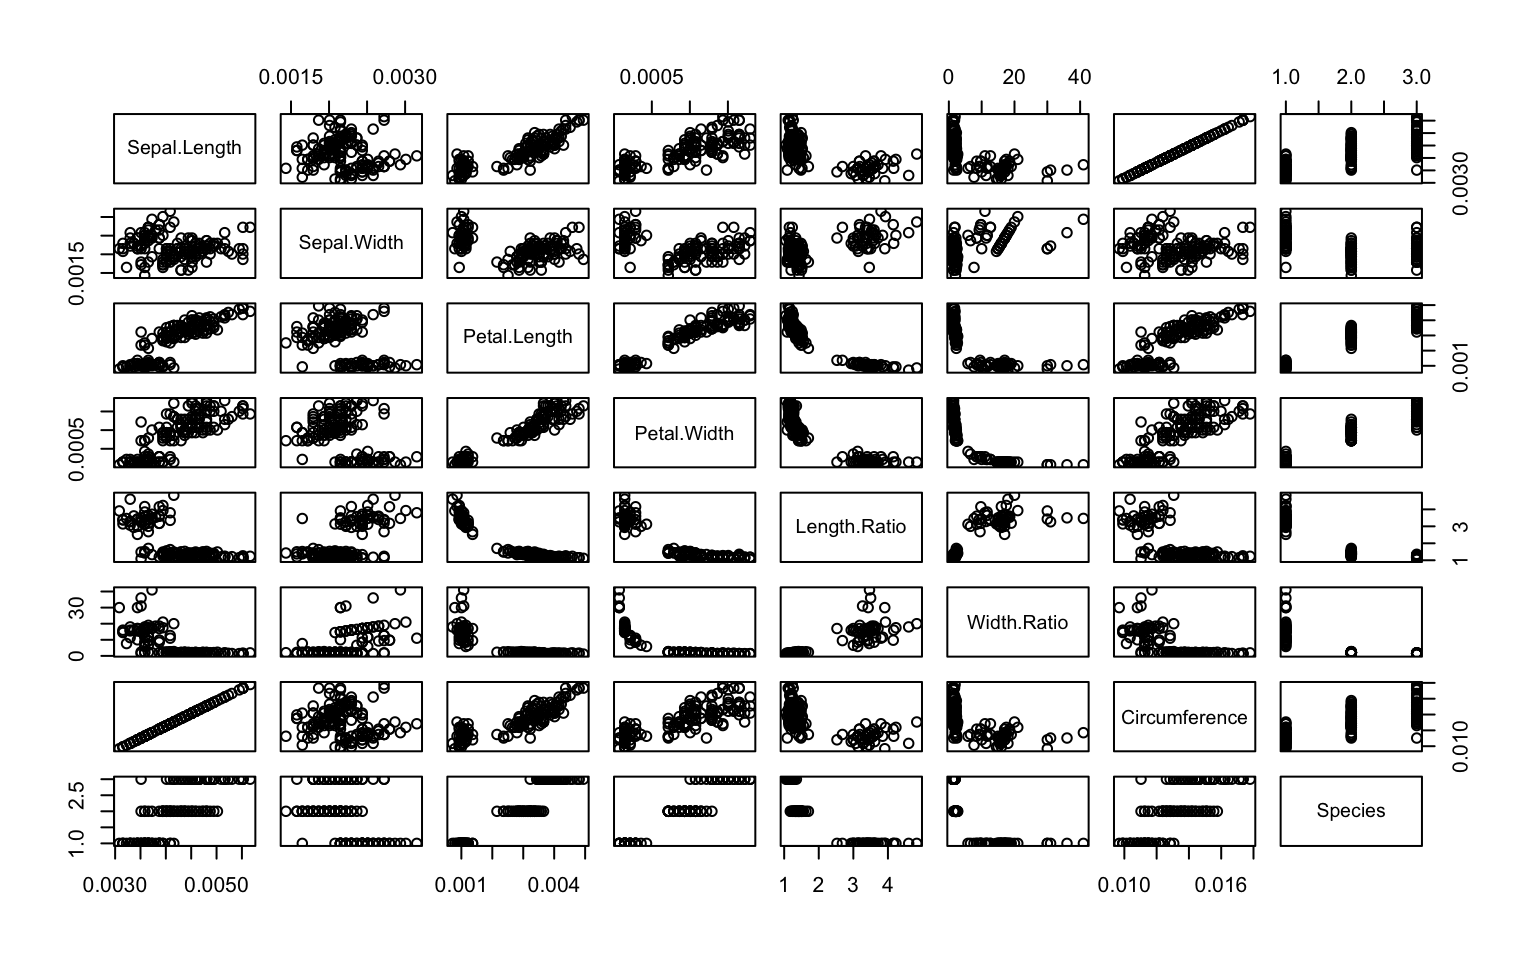 0.0015 0.0030 0.0005 0 20 40 1.0 2.0 3.0
Sepal.Length
0.0030
0.0015
Sepal.Width
Petal.Length
0.001
0.0005
Petal.Width
Length.Ratio
1 3
0 30
Width.Ratio
Circumference
0.010
1.0 2.5
Species
0.0030 0.0050 0.001 0.004 1 2 3 4 0.010 0.016